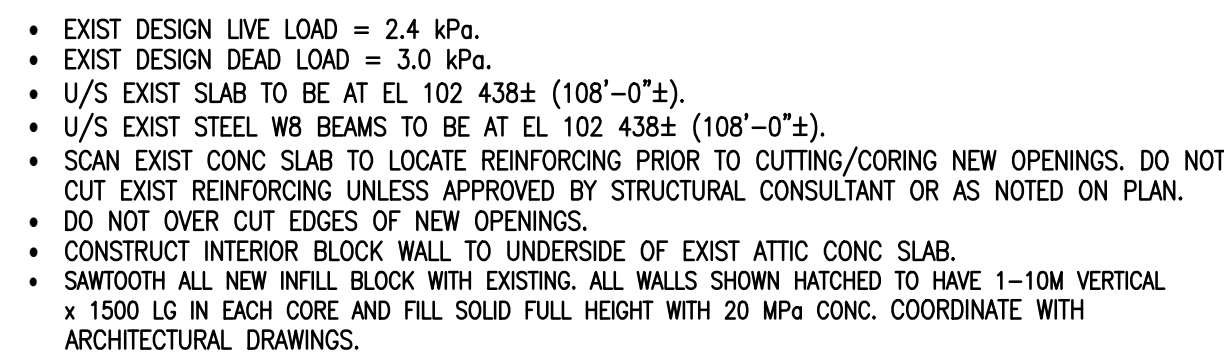 • EXIST DESIGN LIVE LOAD = 2.4 kPa.
• EXIST DESIGN DEAD LOAD = 3.0 kPa.
• U/S EXIST SLAB TO BE AT EL 102 438± (108'-0"±).
• U/S EXIST STEEL W8 BEAMS TO BE AT EL 102 438± (108'-0"±).
• SCAN EXIST CONC SLAB TO LOCATE REINFORCING PRIOR TO CUTTING/CORING NEW OPENINGS. DO NOT
CUT EXIST REINFORCING UNLESS APPROVED BY STRUCTURAL CONSULTANT OR AS NOTED ON PLAN.
• DO NOT OVER CUT EDGES OF NEW OPENINGS.
• CONSTRUCT INTERIOR BLOCK WALL TO UNDERSIDE OF EXIST ATTIC CONC SLAB.
• SAWTOOTH ALL NEW INFILL BLOCK WITH EXISTING. ALL WALLS SHOWN HATCHED TO HAVE 1-10M VERTICAL
x 1500 LG IN EACH CORE AND FILL SOLID FULL HEIGHT WITH 20 MPa CONC. COORDINATE WITH
ARCHITECTURAL DRAWINGS.